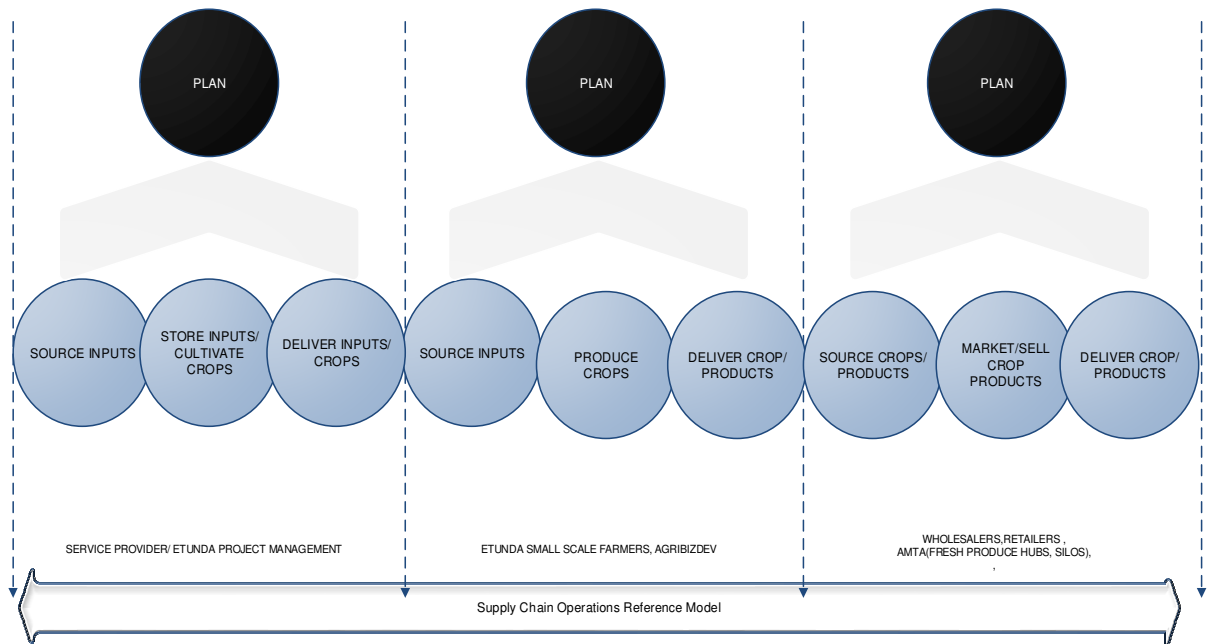 PLAN
PLAN
PLAN
SOURCE INPUTS
STORE INPUTS/
CULTIVATE
CROPS
DELIVER INPUTS/
CROPS
SOURCE INPUTS
PRODUCE
CROPS
DELIVER CROP/
PRODUCTS
SOURCE CROPS/
PRODUCTS
MARKET/SELL
CROP
PRODUCTS
DELIVER CROP/
PRODUCTS
SERVICE PROVIDER/ ETUNDA PROJECT MANAGEMENT
ETUNDA SMALL SCALE FARMERS, AGRIBIZDEV
WHOLESALERS,RETAILERS ,
AMTA(FRESH PRODUCE HUBS, SILOS),
,
Supply Chain Operations Reference Model